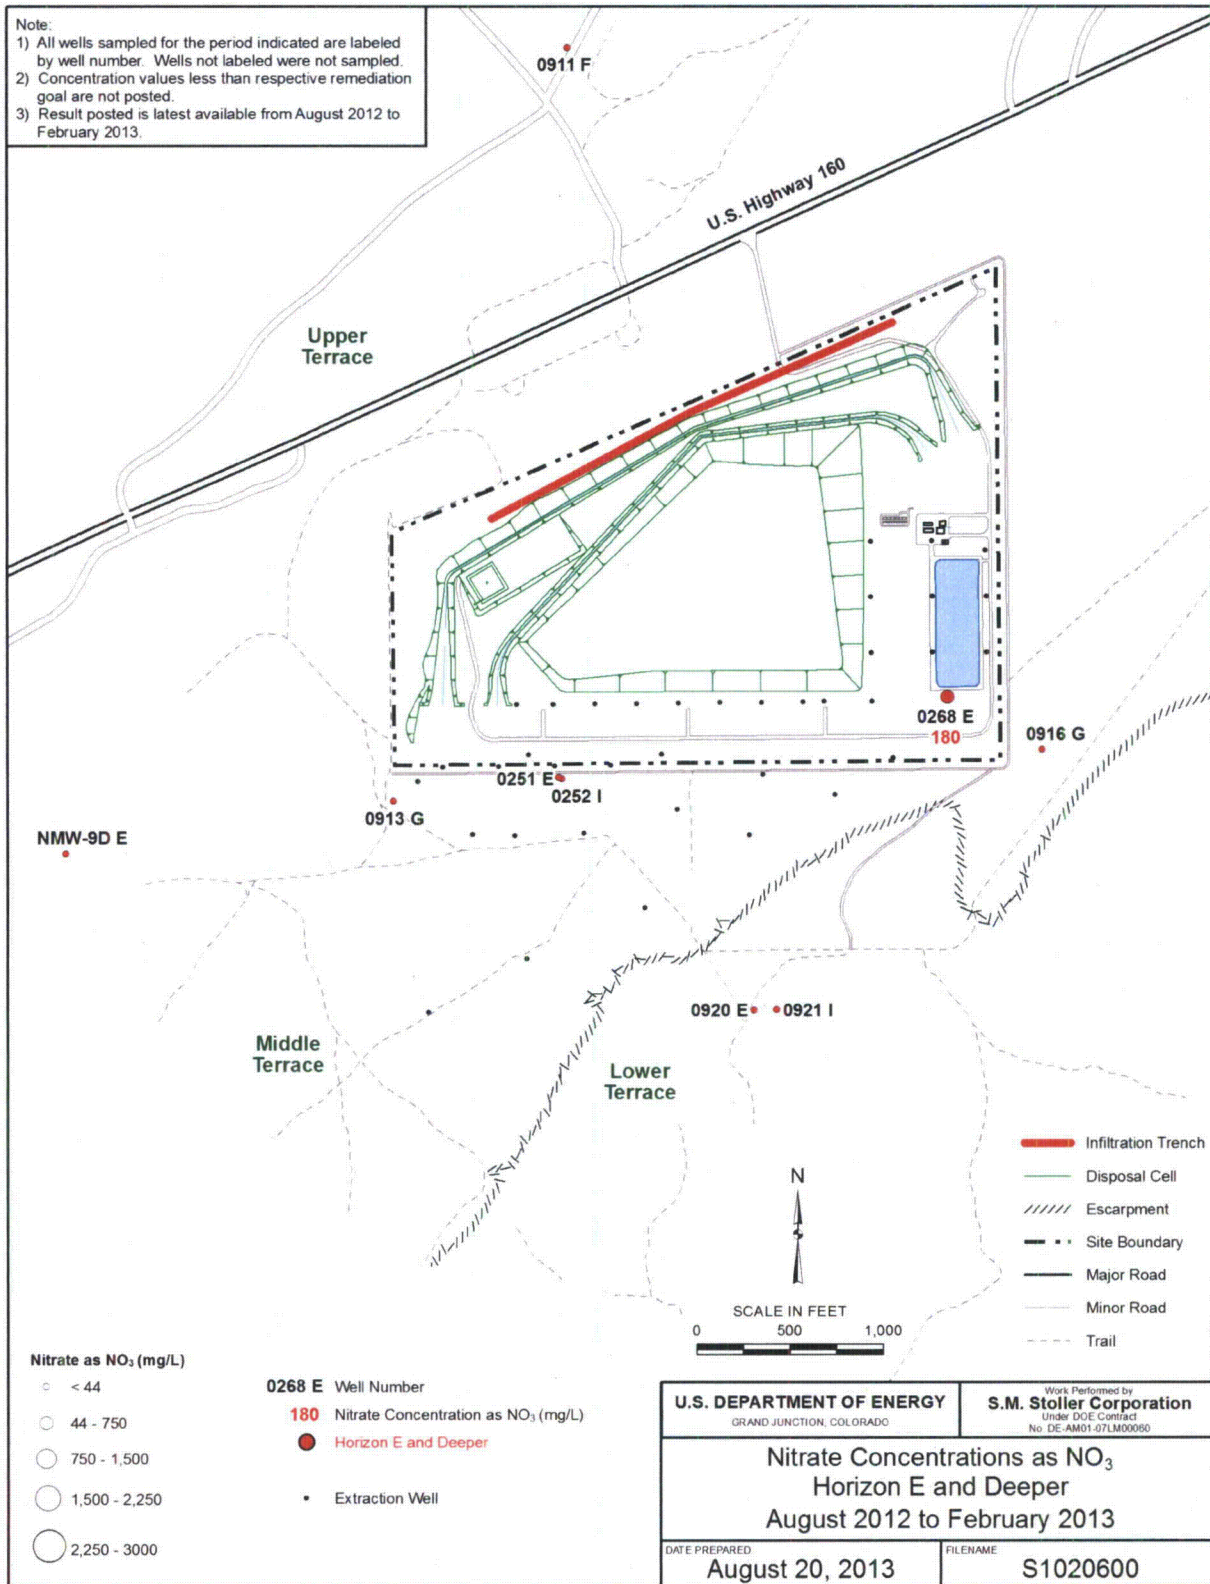 Note:
1) All wells sampled for the period indicated are labeled
by well number. Wells not labeled were not sampled.
2) Concentration values less than respective remediation
goal are not posted.
3) Result posted is latest available from August 2012 to
February 2013.
0911 F
U.S. Highway 160
Upper
Terrace
0268 E
180
0916 G
0251 E
0252 I
0913 G
NMW-9D E
0920 E
0921 I
Middle
Terrace
Lower
Terrace
N
SCALE IN FEET
0 500 1,000
Infiltration Trench
Disposal Cell
Escarpment
Site Boundary
Major Road
Minor Road
Trail
Nitrate as NO₃ (mg/L)
< 44
44 - 750
750 - 1,500
1,500 - 2,250
2,250 - 3000
0268 E Well Number
180 Nitrate Concentration as NO₃ (mg/L)
Horizon E and Deeper
Extraction Well
U.S. DEPARTMENT OF ENERGY
GRAND JUNCTION, COLORADO
Work Performed by
S.M. Stoller Corporation
Under DOE Contract
No. DE-AM01-07LM00060
Nitrate Concentrations as NO₃
Horizon E and Deeper
August 2012 to February 2013
DATE PREPARED
August 20, 2013
FILENAME
S1020600